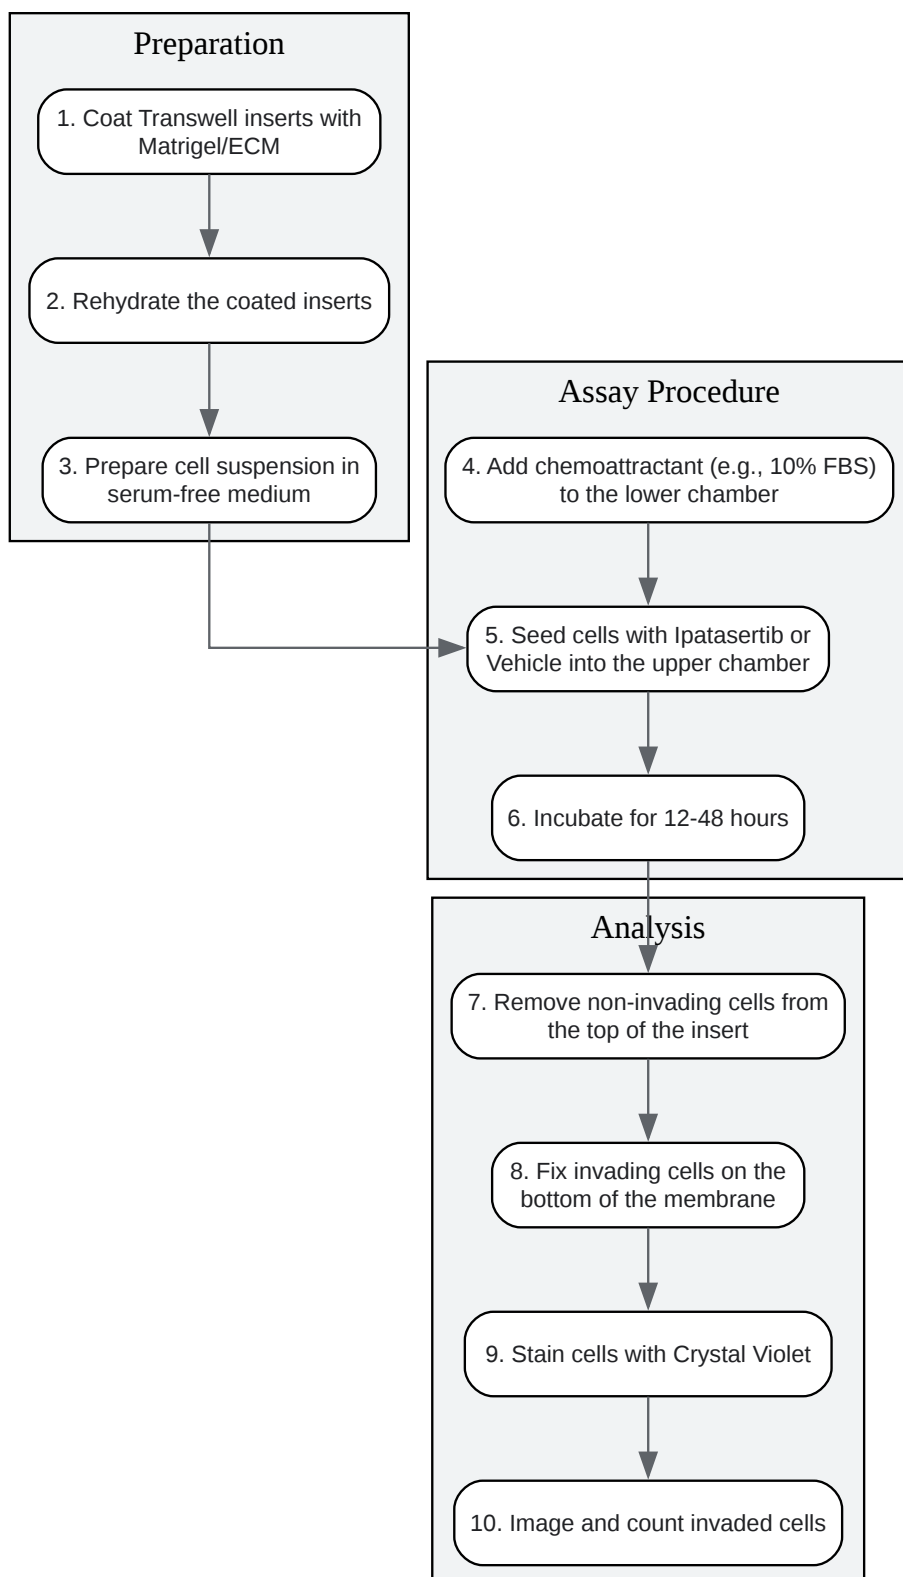 Preparation
1. Coat Transwell inserts with
Matrigel/ECM
2. Rehydrate the coated inserts
3. Prepare cell suspension in
serum-free medium
Assay Procedure
4. Add chemoattractant (e.g., 10% FBS)
to the lower chamber
5. Seed cells with Ipatasertib or
Vehicle into the upper chamber
6. Incubate for 12-48 hours
Analysis
7. Remove non-invading cells from
the top of the insert
8. Fix invading cells on the
bottom of the membrane
9. Stain cells with Crystal Violet
10. Image and count invaded cells